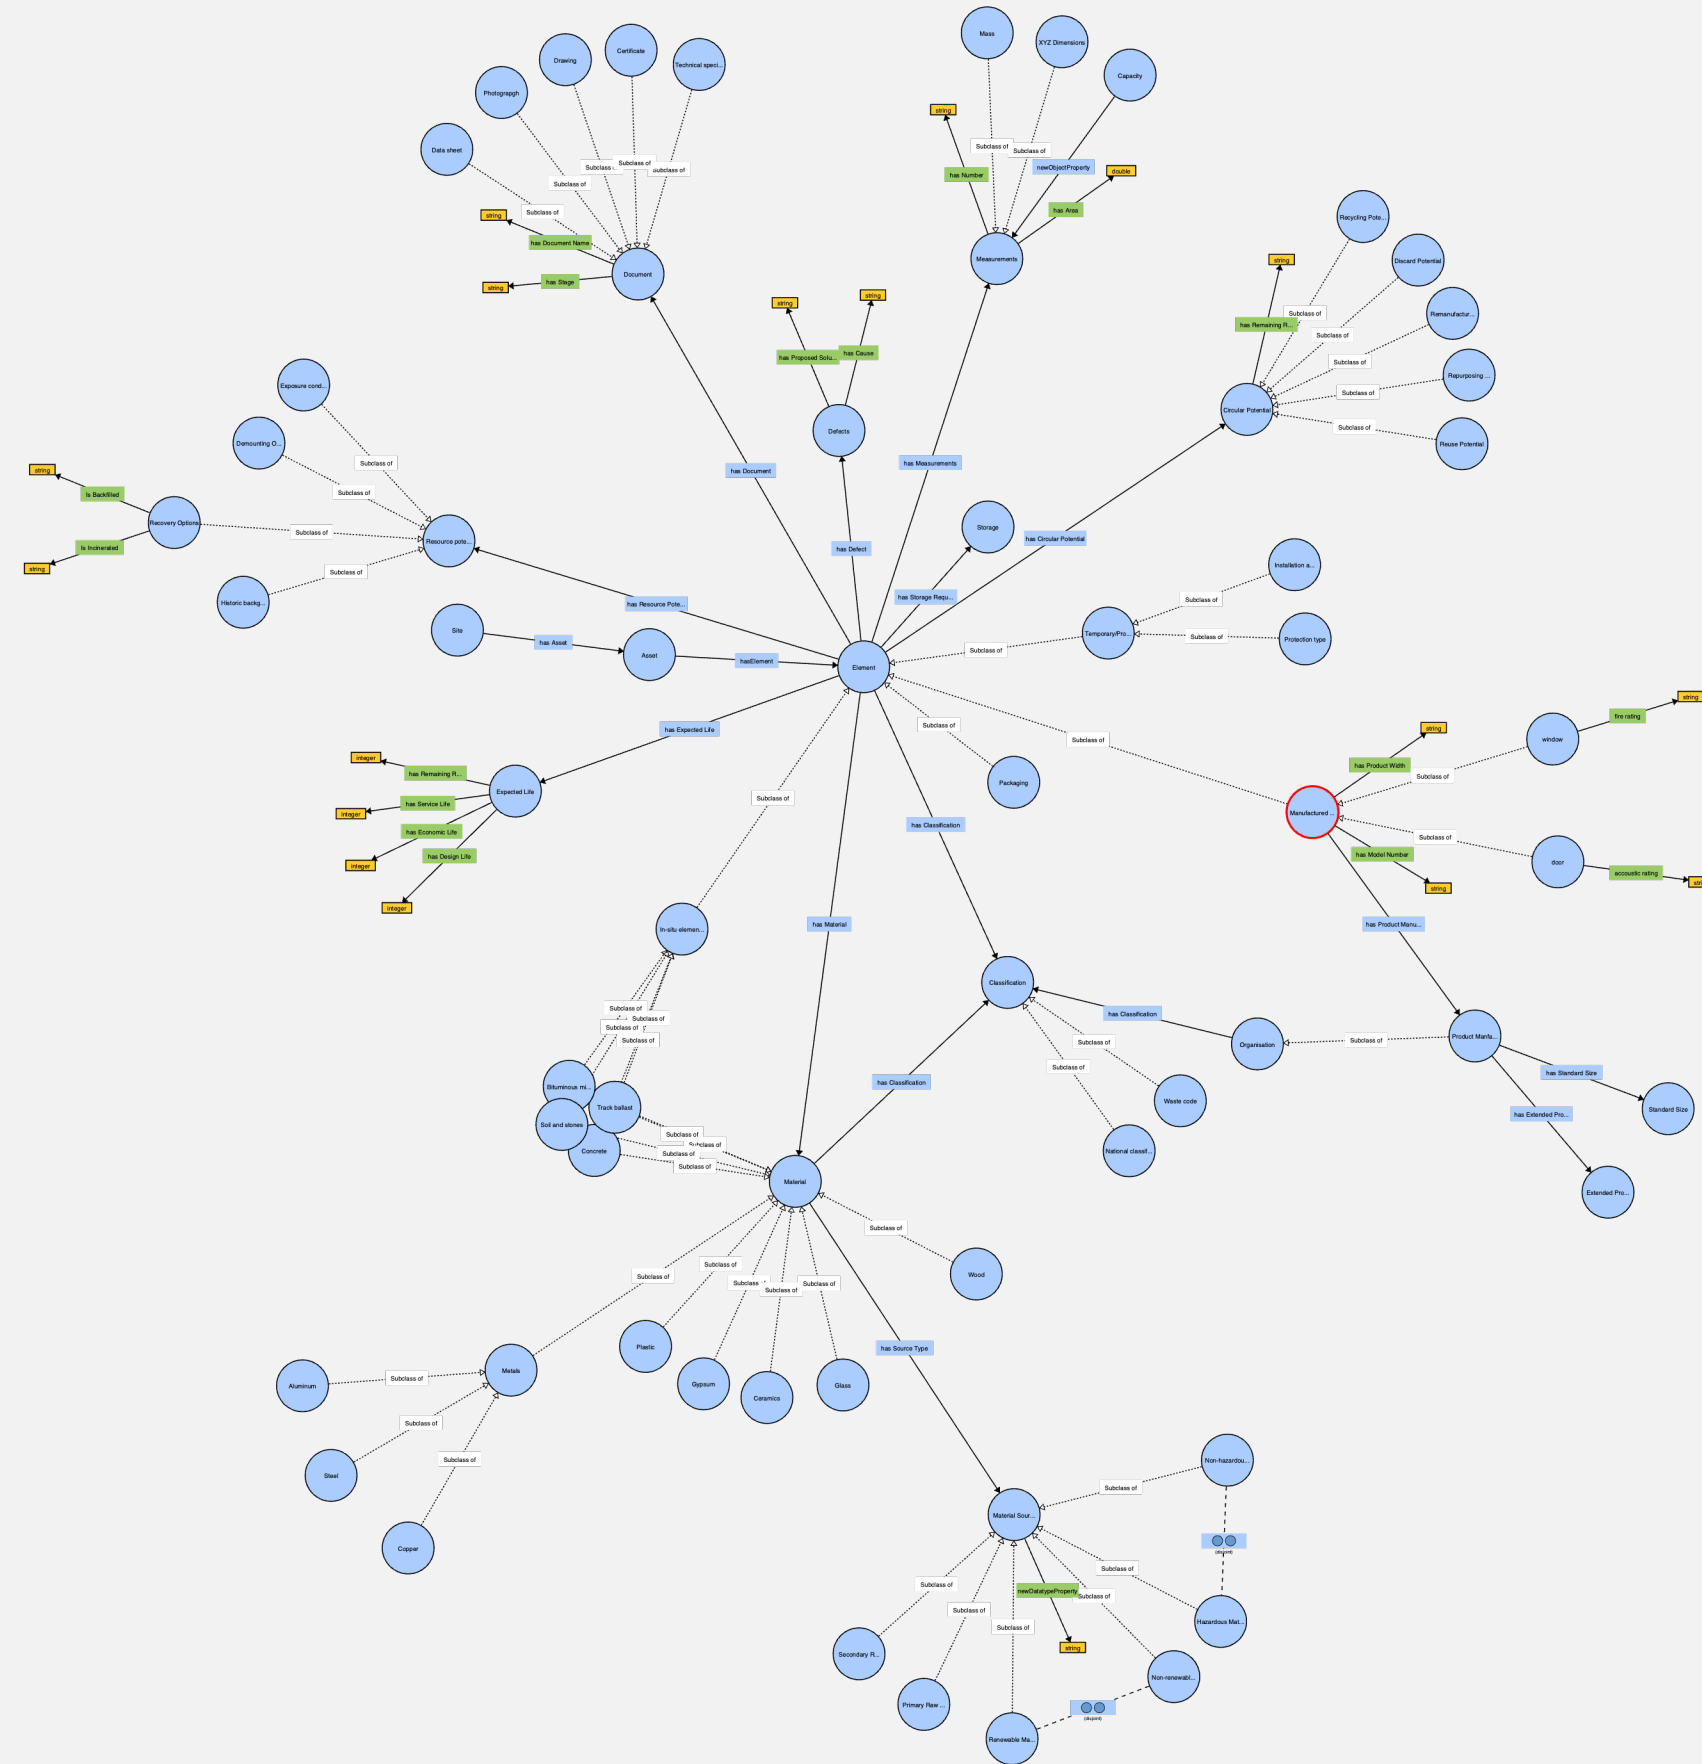 Mass
XYZ Dimensions
Certificate
Drawing
Technical speci...
Capacity
Photograpgh
string
Data sheet
Subclass of
Subclass of
Subclass of
Subclass of
Subclass of
newObjectProperty
double
has Number
Subclass of
Subclass of
has Area
string
Recycling Pote...
has Document Name
Measurements
Discard Potential
string
Document
has Stage
string
string
string
Subclass of
Remanufactur...
has Remaining R...
Subclass of
has Proposed Solu...
has Cause
Subclass of
Repurposing ...
Exposure cond...
Subclass of
Circular Potential
Subclass of
Defects
Reuse Potential
Demounting O...
Subclass of
has Measurements
string
has Document
Is Backfilled
Subclass of
Recovery Options
Storage
Subclass of
Resource pote...
has Circular Potential
Is Incinerated
has Defect
string
Subclass of
Installation a...
has Storage Requ...
Subclass of
Historic backg...
has Resource Pote...
Site
Temporary/Pro...
Subclass of
Protection type
has Asset
Subclass of
Asset
hasElement
Element
string
fire rating
Subclass of
string
has Expected Life
Subclass of
window
integer
has Product Width
has Remaining R...
Subclass of
Packaging
Expected Life
Subclass of
has Service Life
integer
Manufactured ...
has Classification
has Economic Life
Subclass of
has Design Life
has Model Number
door
integer
accoustic rating
string
integer
has Material
has Product Manu...
In-situ elemen...
Classification
Subclass of
Subclass of
has Classification
Subclass of
Subclass of
Product Manfa...
Subclass of
Organisation
Subclass of
Subclass of
has Standard Size
has Classification
Bituminous mi...
Waste code
Track ballast
Standard Size
has Extended Pro...
Soil and stones
Subclass of
Subclass of
Concrete
Subclass of
National classif...
Subclass of
Material
Extended Pro...
Subclass of
Subclass of
Wood
Subclass of
Subclass of
Subclass of
Subclass of
Plastic
has Source Type
Metals
Subclass of
Aluminum
Gypsum
Glass
Ceramics
Subclass of
Subclass of
Non-hazardou...
Steel
Subclass of
Material Sour...
Copper
(disjoint)
Subclass of
Subclass of
newDatatypeProperty
Subclass of
Subclass of
Hazardous Mat...
Subclass of
string
Secondary R...
Non-renewabl...
Primary Raw ...
(disjoint)
Renewable Ma...